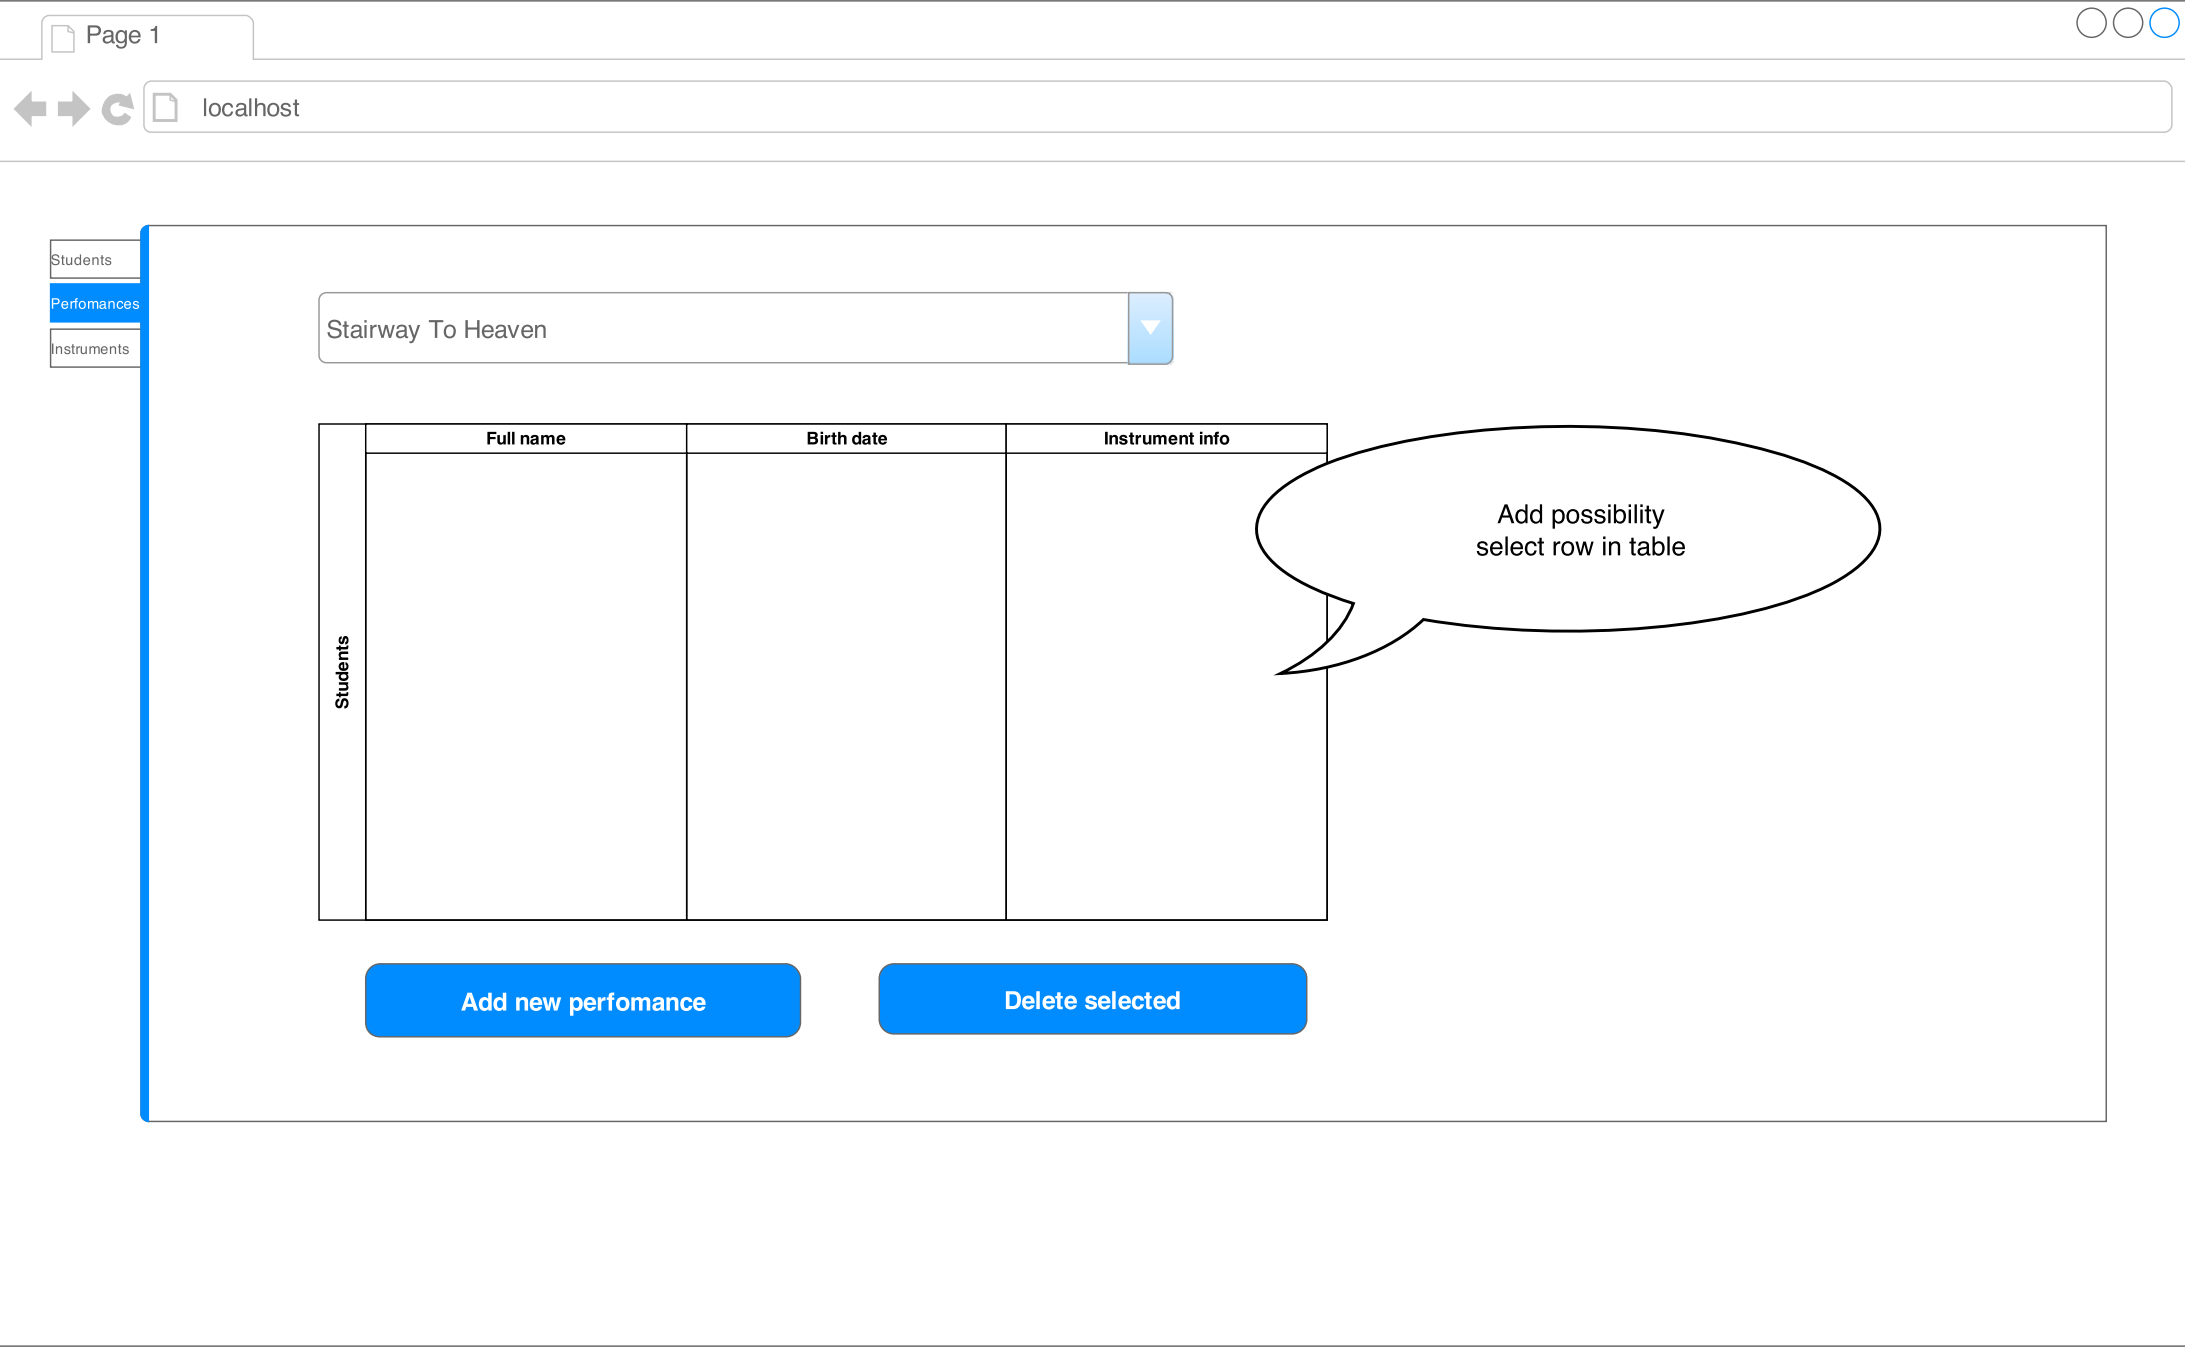 Page 1
localhost
Students
Perfomances
Instruments
Stairway To Heaven
Full name
Birth date
Instrument info
Students
Add possibility
select row in table
Add new perfomance
Delete selected